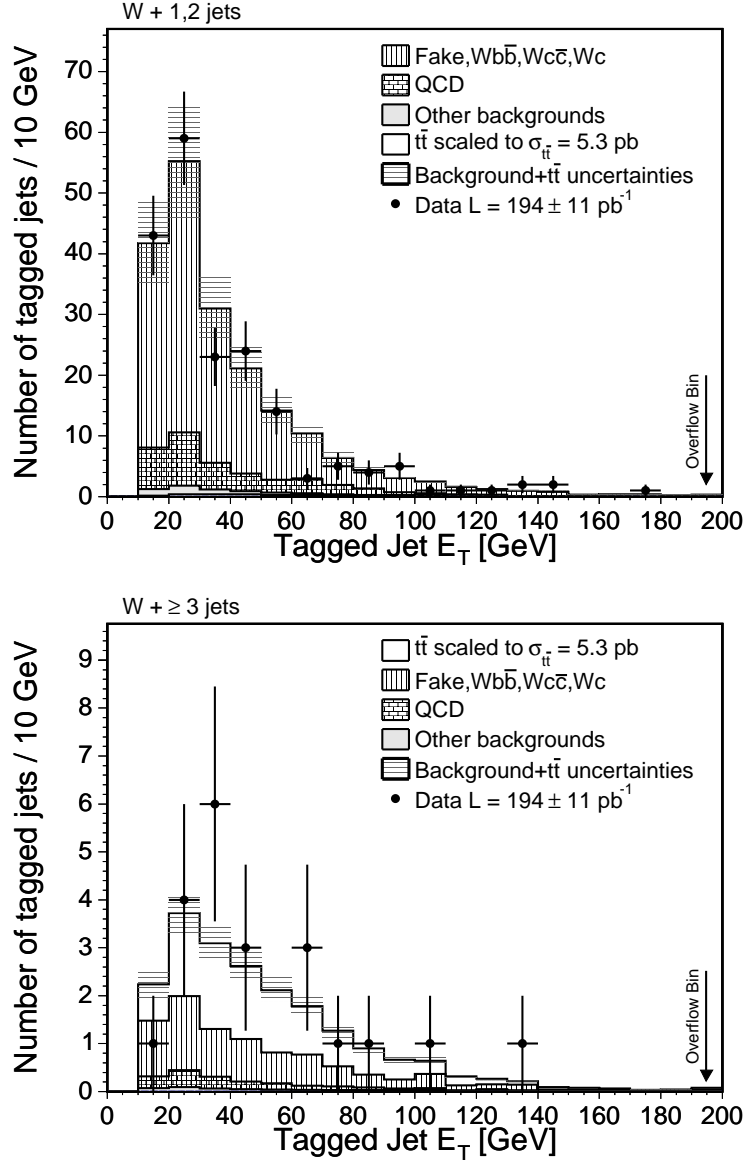 W + 1,2 jets
Number of tagged jets / 10 GeV
70
60
50
40
30
20
10
0
Fake,Wbb̄,Wcc̄,Wc
QCD
Other backgrounds
tt̄ scaled to σ_tt̄ = 5.3 pb
Background+tt̄ uncertainties
Data L = 194 ± 11 pb⁻¹
Overflow Bin
0 20 40 60 80 100 120 140 160 180 200
Tagged Jet E_T [GeV]
W + ≥ 3 jets
Number of tagged jets / 10 GeV
9
8
7
6
5
4
3
2
1
0
tt̄ scaled to σ_tt̄ = 5.3 pb
Fake,Wbb̄,Wcc̄,Wc
QCD
Other backgrounds
Background+tt̄ uncertainties
Data L = 194 ± 11 pb⁻¹
Overflow Bin
0 20 40 60 80 100 120 140 160 180 200
Tagged Jet E_T [GeV]